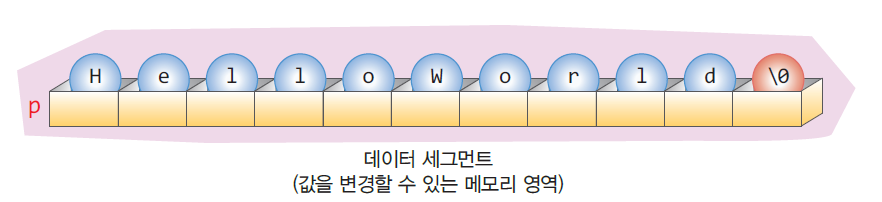 H e l l o W o r l d \0
p
데이터 세그먼트
(값을 변경할 수 있는 메모리 영역)